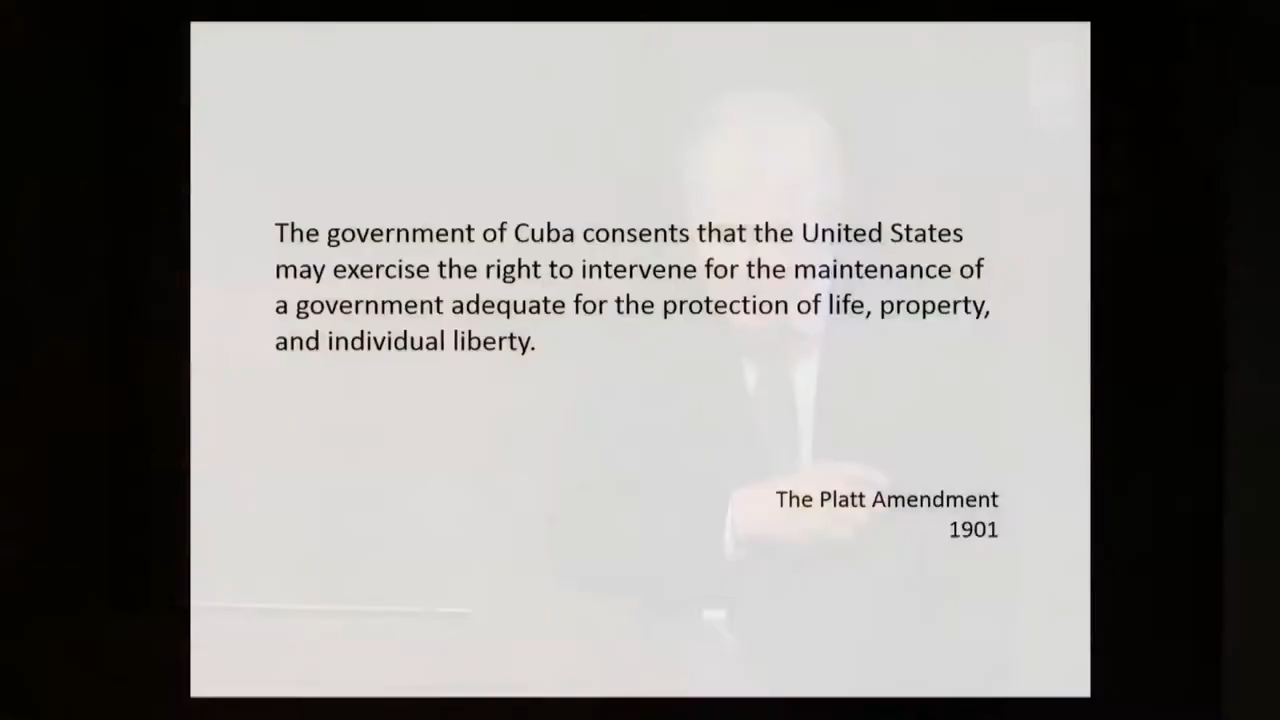 The government of Cuba consents that the United States
may exercise the right to intervene for the maintenance of
a government adequate for the protection of life, property,
and individual liberty.
The Platt Amendment
1901